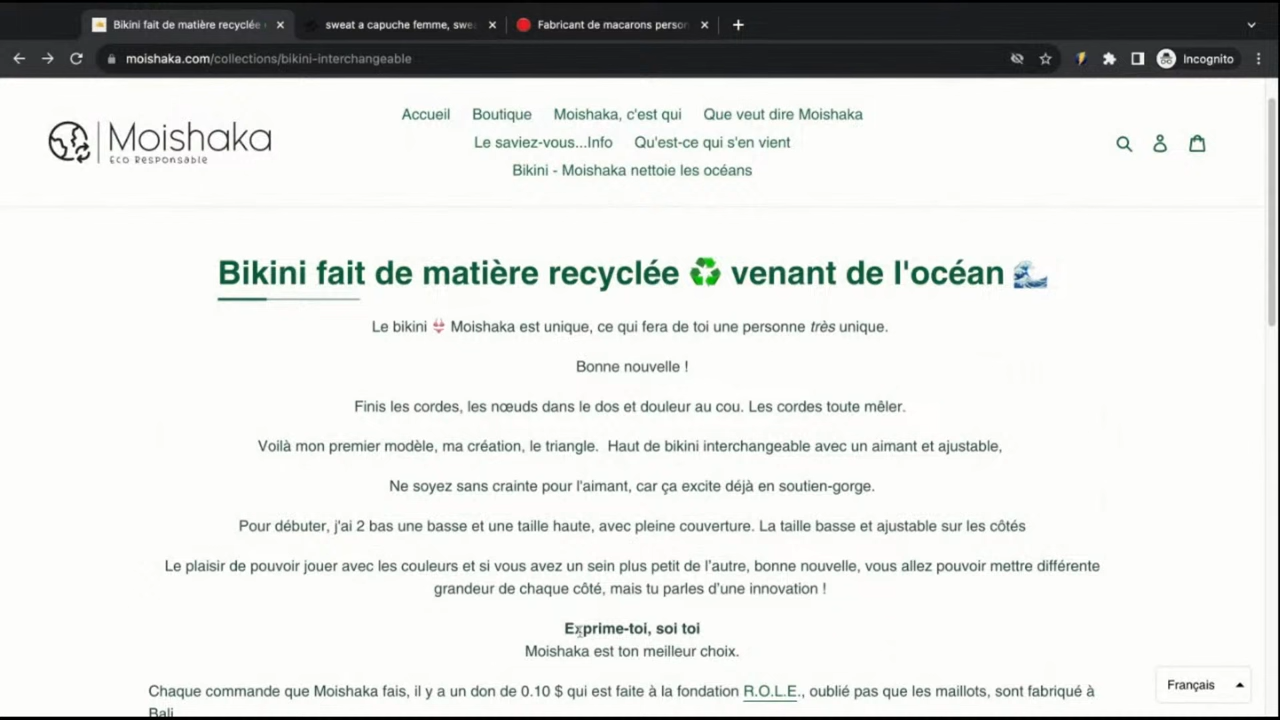 Bikini fait de matière recyclée
sweat a capuche femme, swe
Fabricant de macarons perso
moishaka.com/collections/bikini-interchangeable
Incognito
Moishaka
Eco Responsable
Accueil Boutique Moishaka, c'est qui Que veut dire Moishaka
Le saviez-vous...Info Qu'est-ce qui s'en vient
Bikini - Moishaka nettoie les océans
Bikini fait de matière recyclée ♻️ venant de l'océan 🌊
Le bikini 👙 Moishaka est unique, ce qui fera de toi une personne très unique.
Bonne nouvelle !
Finis les cordes, les nœuds dans le dos et douleur au cou. Les cordes toute mêler.
Voilà mon premier modèle, ma création, le triangle. Haut de bikini interchangeable avec un aimant et ajustable,
Ne soyez sans crainte pour l'aimant, car ça excite déjà en soutien-gorge.
Pour débuter, j'ai 2 bas une basse et une taille haute, avec pleine couverture. La taille basse et ajustable sur les côtés
Le plaisir de pouvoir jouer avec les couleurs et si vous avez un sein plus petit de l'autre, bonne nouvelle, vous allez pouvoir mettre différente
grandeur de chaque côté, mais tu parles d'une innovation !
Exprime-toi, soi toi
Moishaka est ton meilleur choix.
Chaque commande que Moishaka fais, il y a un don de 0.10 $ qui est faite à la fondation R.O.L.E., oublié pas que les maillots, sont fabriqué à
Bali
Français